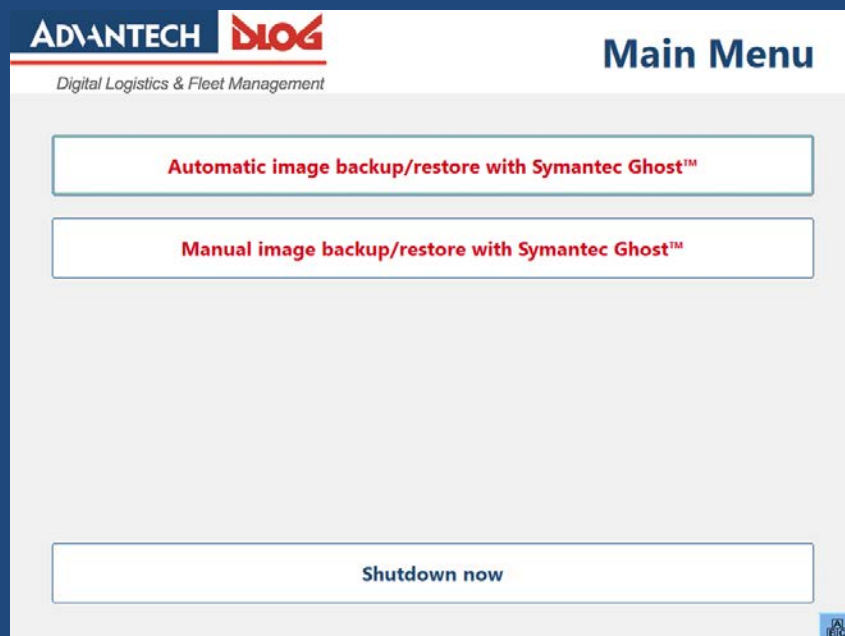 ADVANTECH DLOG
Main Menu
Digital Logistics & Fleet Management
Automatic image backup/restore with Symantec Ghost™
Manual image backup/restore with Symantec Ghost™
Shutdown now
A
B C